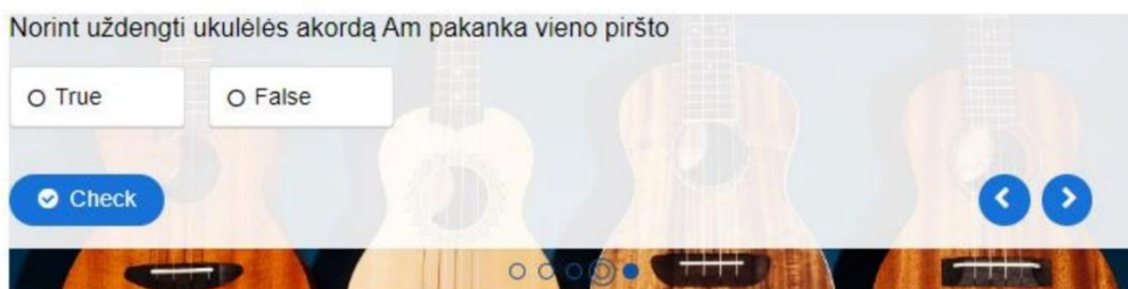 Norint uždengti ukulėlės akordą Am pakanka vieno piršto
True
False
Check